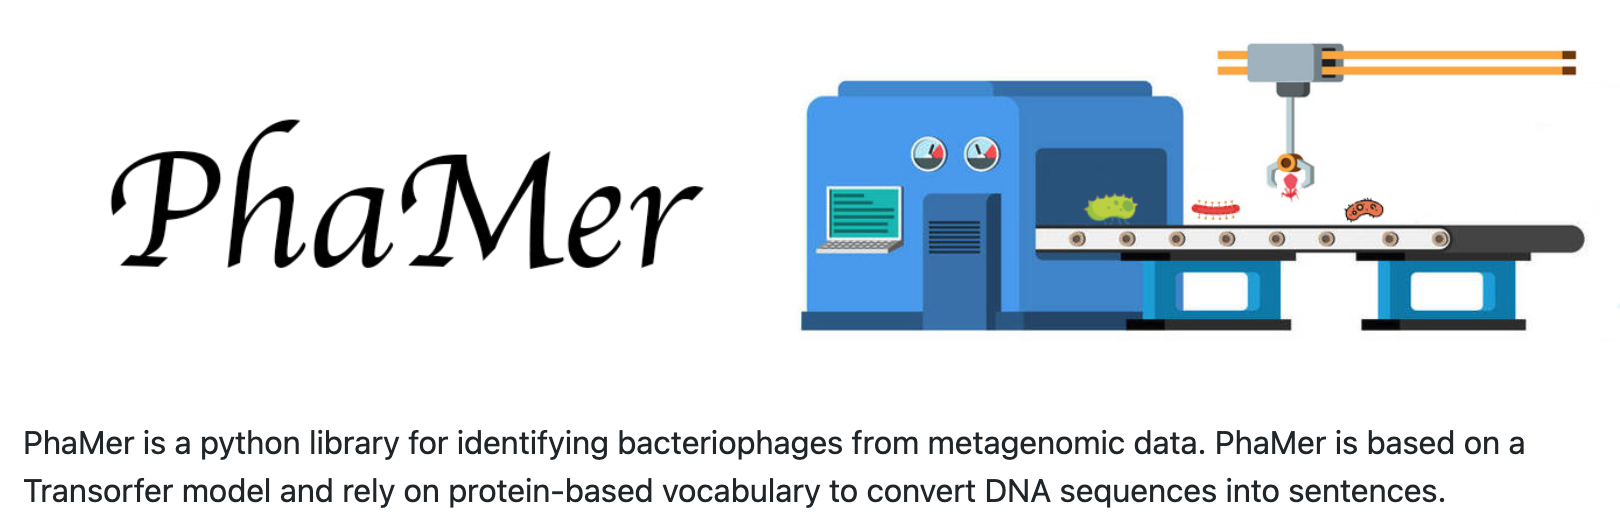 PhaMer
PhaMer is a python library for identifying bacteriophages from metagenomic data. PhaMer is based on a
Transorfer model and rely on protein-based vocabulary to convert DNA sequences into sentences.